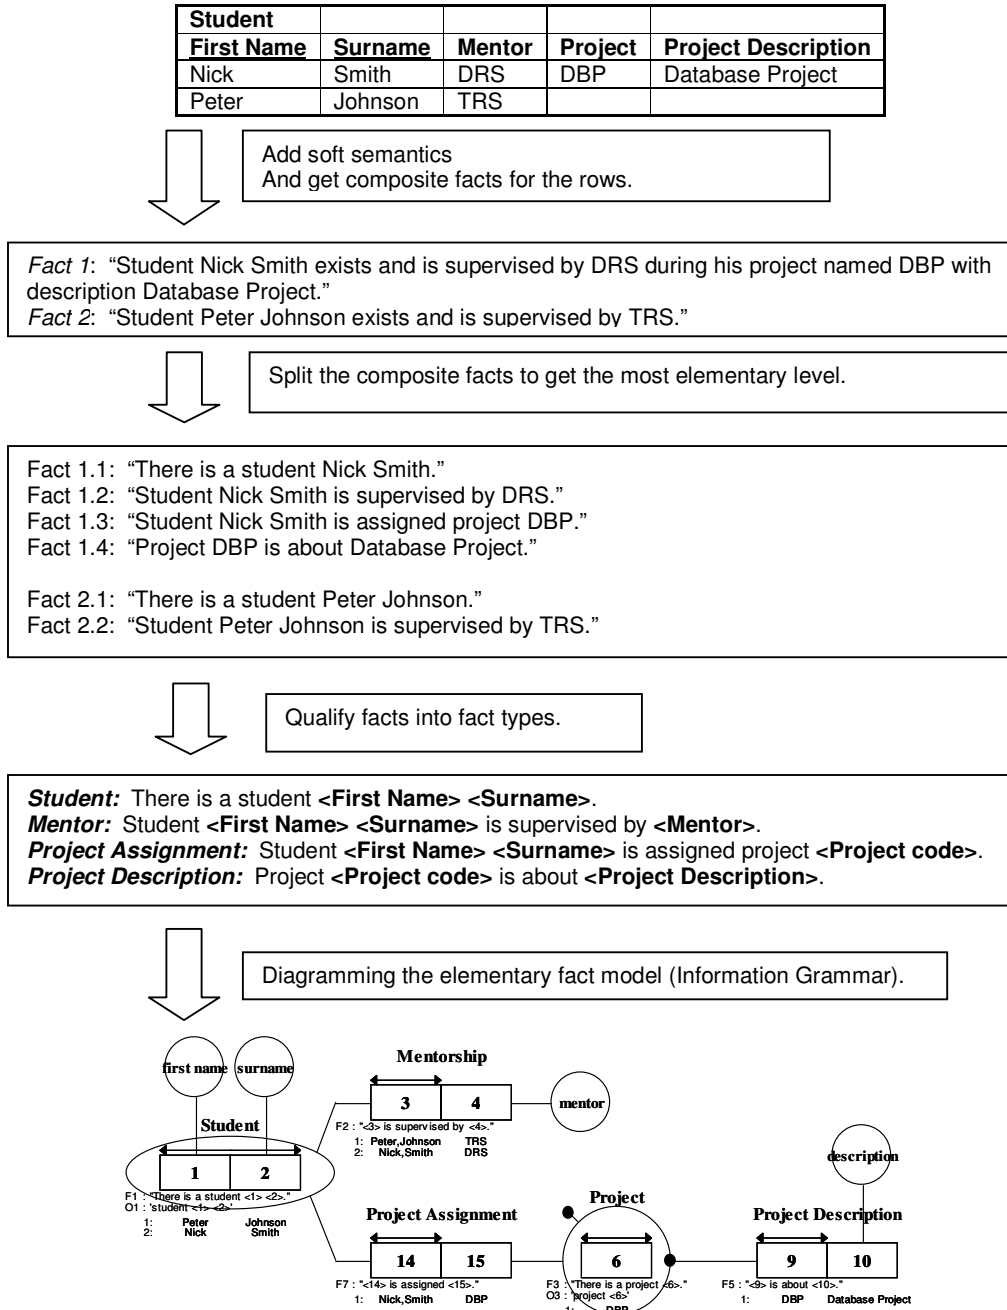 Student
First Name Surname Mentor Project Project Description
Nick Smith DRS DBP Database Project
Peter Johnson TRS
Add soft semantics
And get composite facts for the rows.
Fact 1: “Student Nick Smith exists and is supervised by DRS during his project named DBP with
description Database Project.”
Fact 2: “Student Peter Johnson exists and is supervised by TRS.”
Split the composite facts to get the most elementary level.
Fact 1.1: “There is a student Nick Smith.”
Fact 1.2: “Student Nick Smith is supervised by DRS.”
Fact 1.3: “Student Nick Smith is assigned project DBP.”
Fact 1.4: “Project DBP is about Database Project.”
Fact 2.1: “There is a student Peter Johnson.”
Fact 2.2: “Student Peter Johnson is supervised by TRS.”
Qualify facts into fact types.
Student: There is a student <First Name> <Surname>.
Mentor: Student <First Name> <Surname> is supervised by <Mentor>.
Project Assignment: Student <First Name> <Surname> is assigned project <Project code>.
Project Description: Project <Project code> is about <Project Description>.
Diagramming the elementary fact model (Information Grammar).
first name surname
Student
1 2
F1 : "There is a student <1> <2>."
O1 : 'student <1> <2>'
1: Peter Johnson
2: Nick Smith
Mentorship
3 4
mentor
F2 : "<3> is supervised by <4>."
1: Peter,Johnson TRS
2: Nick,Smith DRS
Project Assignment
14 15
F7 : "<14> is assigned <15>."
1: Nick,Smith DBP
Project
6
F3 : "There is a project <6>."
O3 : 'project <6>'
1: DBP
description
Project Description
9 10
F5 : "<9> is about <10>."
1: DBP Database Project